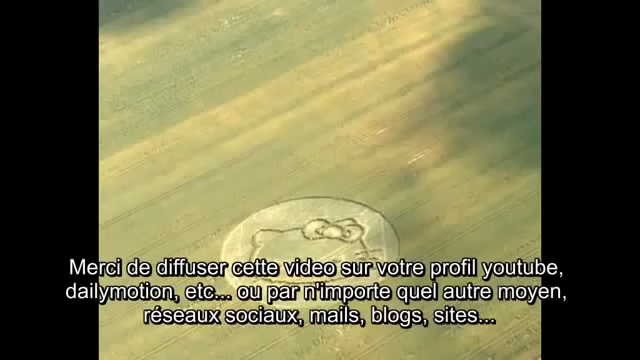 Merci de diffuser cette video sur votre profil youtube,
dailymotion, etc... ou par n'importe quel autre moyen,
réseaux sociaux, mails, blogs, sites...